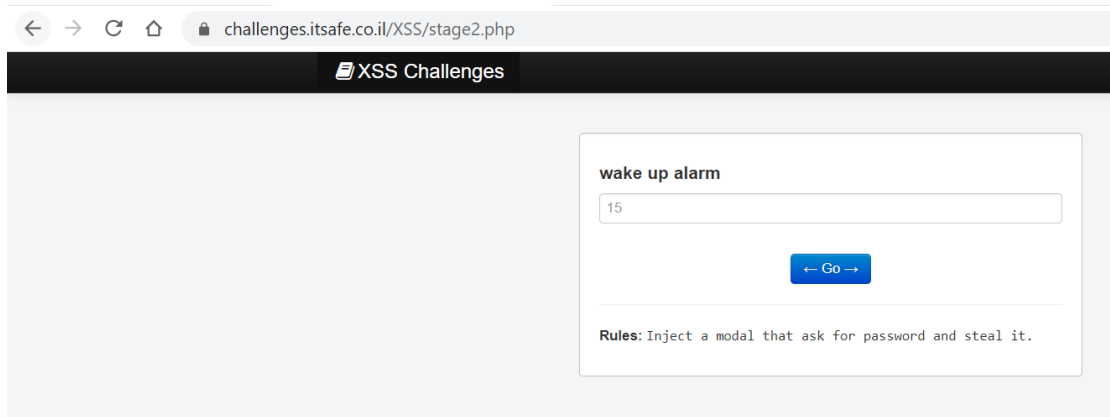 challenges.itsafe.co.il/XSS/stage2.php
XSS Challenges
wake up alarm
15
← Go →
Rules: Inject a modal that ask for password and steal it.